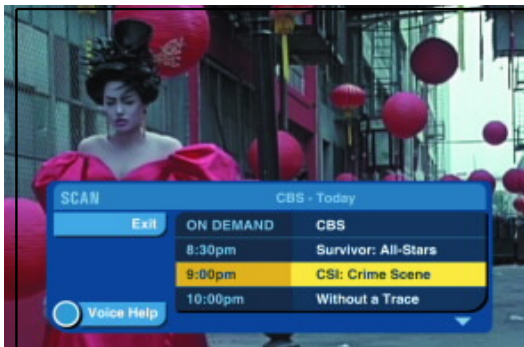 SCAN CBS - Today
Exit ON DEMAND CBS
8:30pm Survivor: All-Stars
9:00pm CSI: Crime Scene
10:00pm Without a Trace
Voice Help